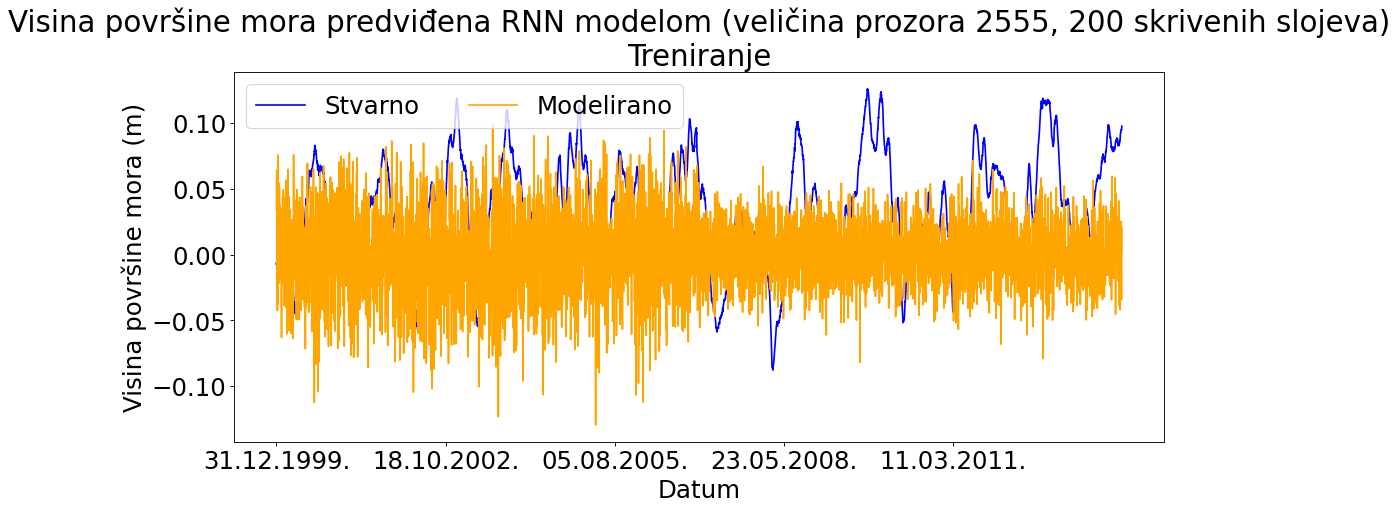 Visina površine mora predviđena RNN modelom (veličina prozora 2555, 200 skrivenih slojeva)
Treniranje
Stvarno Modelirano
Visina površine mora (m)
0.10
0.05
0.00
−0.05
−0.10
31.12.1999. 18.10.2002. 05.08.2005. 23.05.2008. 11.03.2011.
Datum